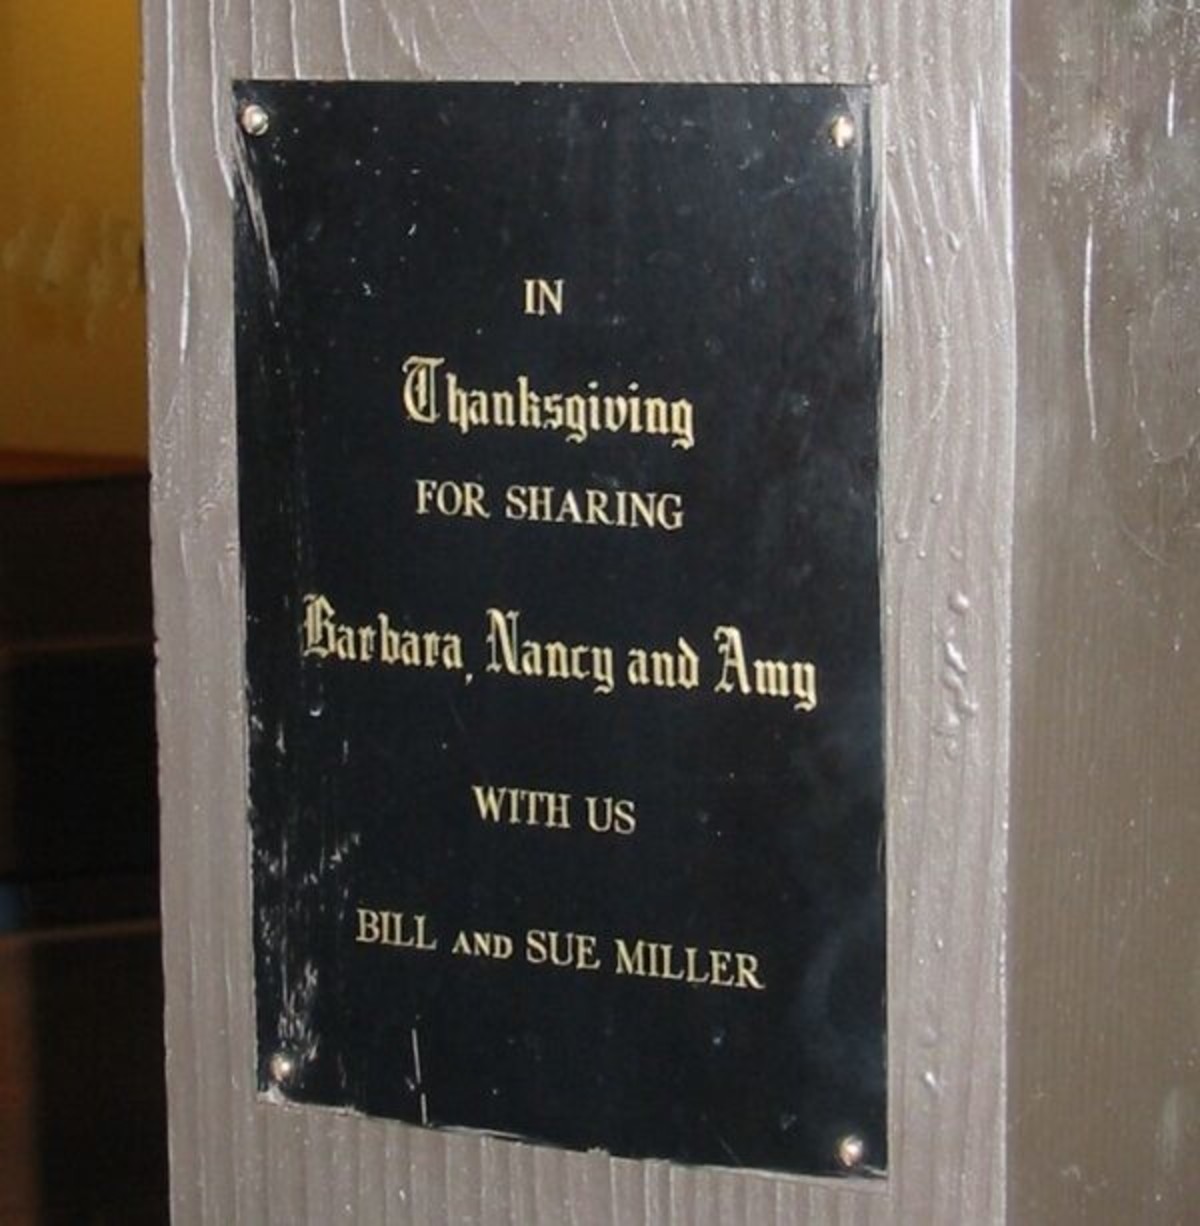 IN
Thanksgiving
FOR SHARING
Barbara, Nancy and Amy
WITH US
BILL AND SUE MILLER